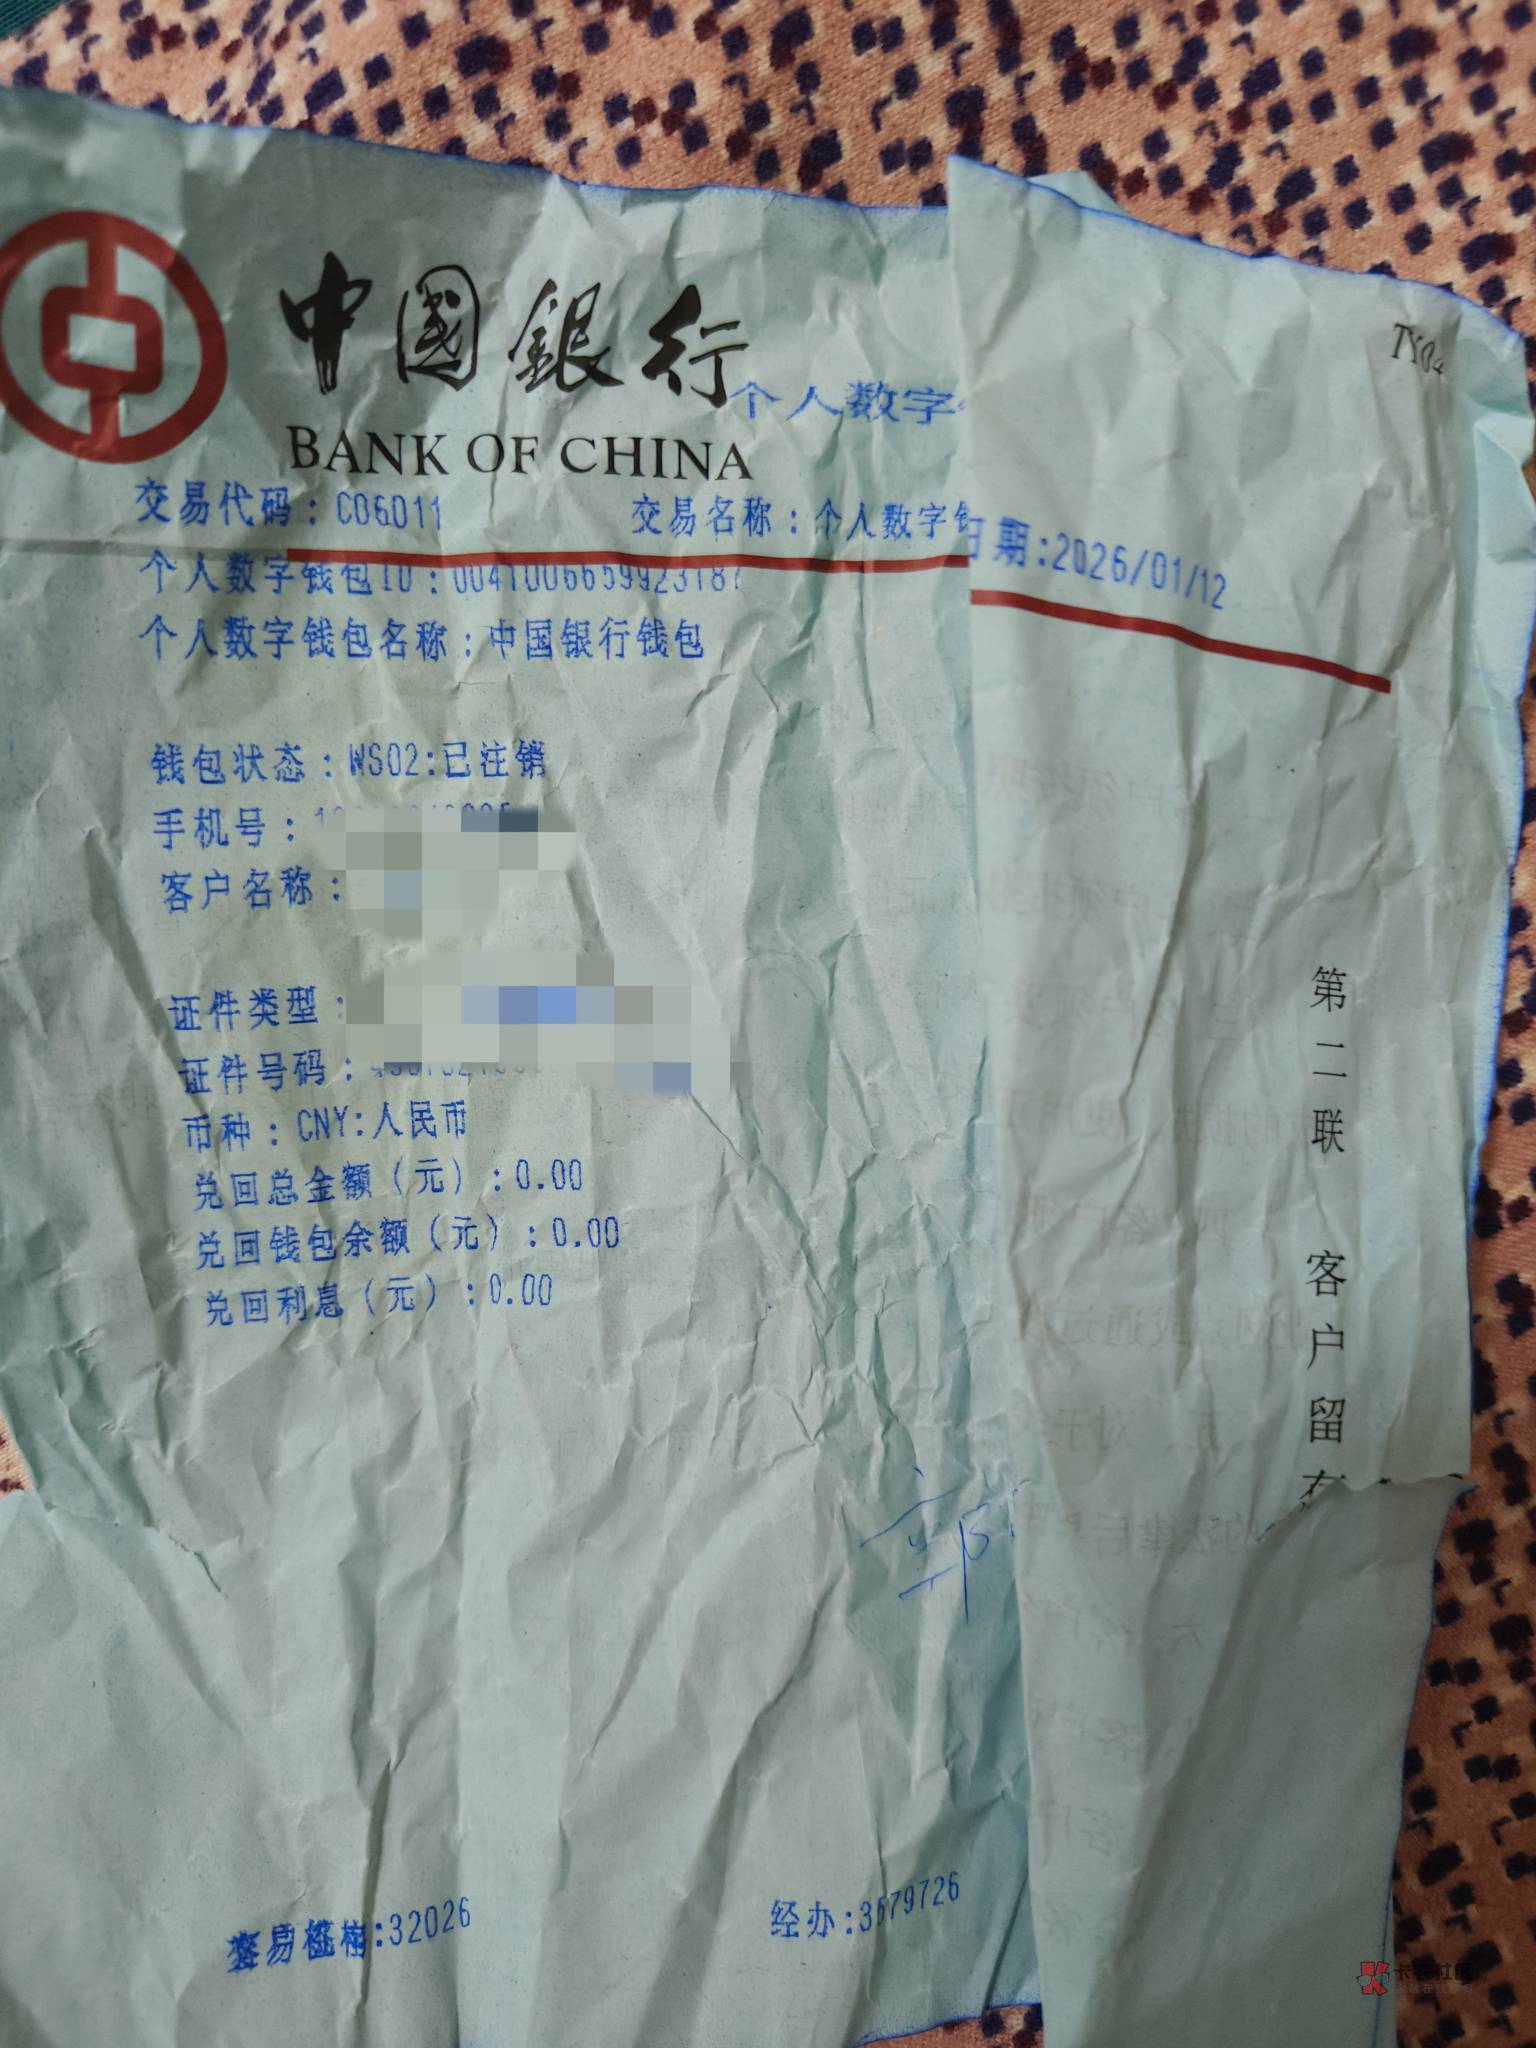 TY04
中國銀行
BANK OF CHINA
个人数字
交易代码：C06011 交易名称：个人数字钱
日期:2026/01/12
个人数字钱包ID：0041006659923187
个人数字钱包名称：中国银行钱包
钱包状态：WS02:已注销
手机号：
客户名称：
证件类型：
证件号码：
币种：CNY:人民币
兑回总金额（元）:0.00
兑回钱包余额（元）:0.00
兑回利息（元）:0.00
第二联 客户留存
交易机构:32026 经办:3679726